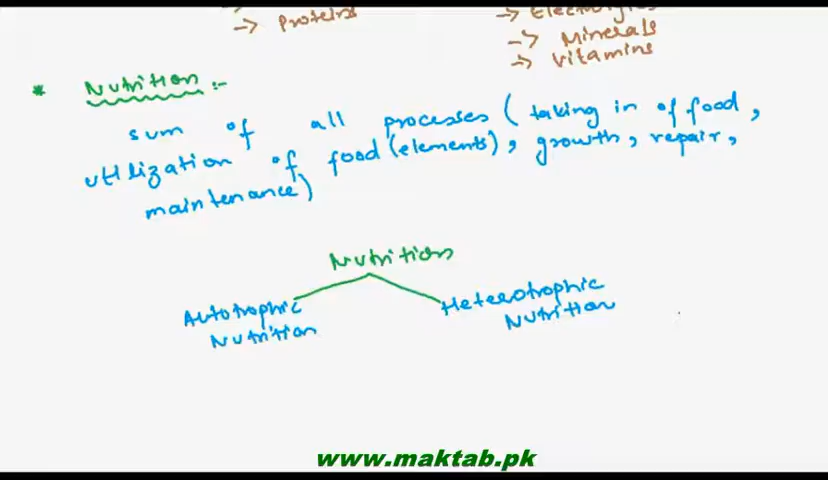 -> Proteins
-> Electrolytes
-> Minerals
-> Vitamins
* Nutrition :-
sum of all processes ( taking in of food ,
utilization of food (elements) , growth , repair ,
maintenance )
Nutrition
Autotrophic
Nutrition
Heterotrophic
Nutrition
www.maktab.pk